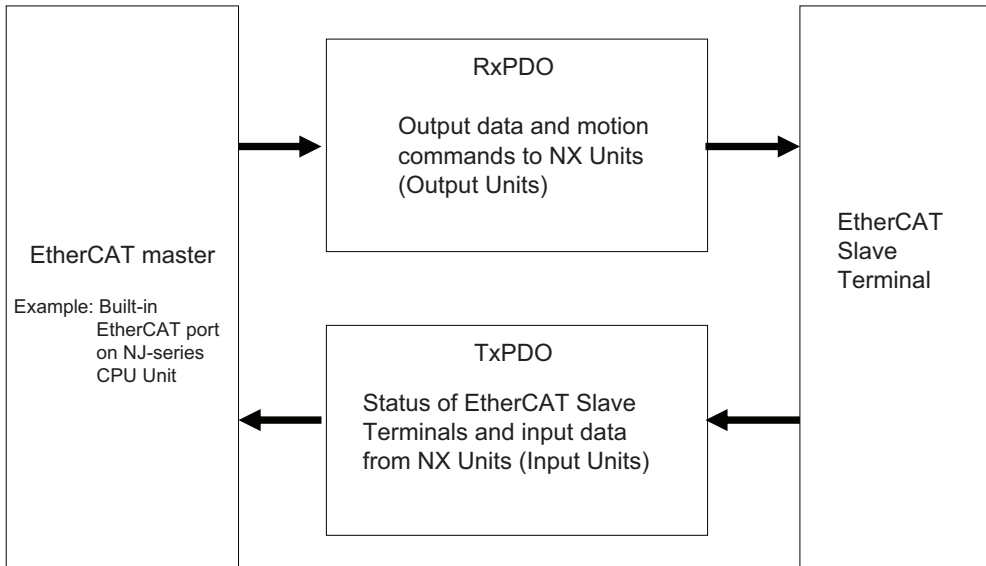 EtherCAT master
Example: Built-in
EtherCAT port
on NJ-series
CPU Unit
RxPDO
Output data and motion
commands to NX Units
(Output Units)
TxPDO
Status of EtherCAT Slave
Terminals and input data
from NX Units (Input Units)
EtherCAT
Slave
Terminal